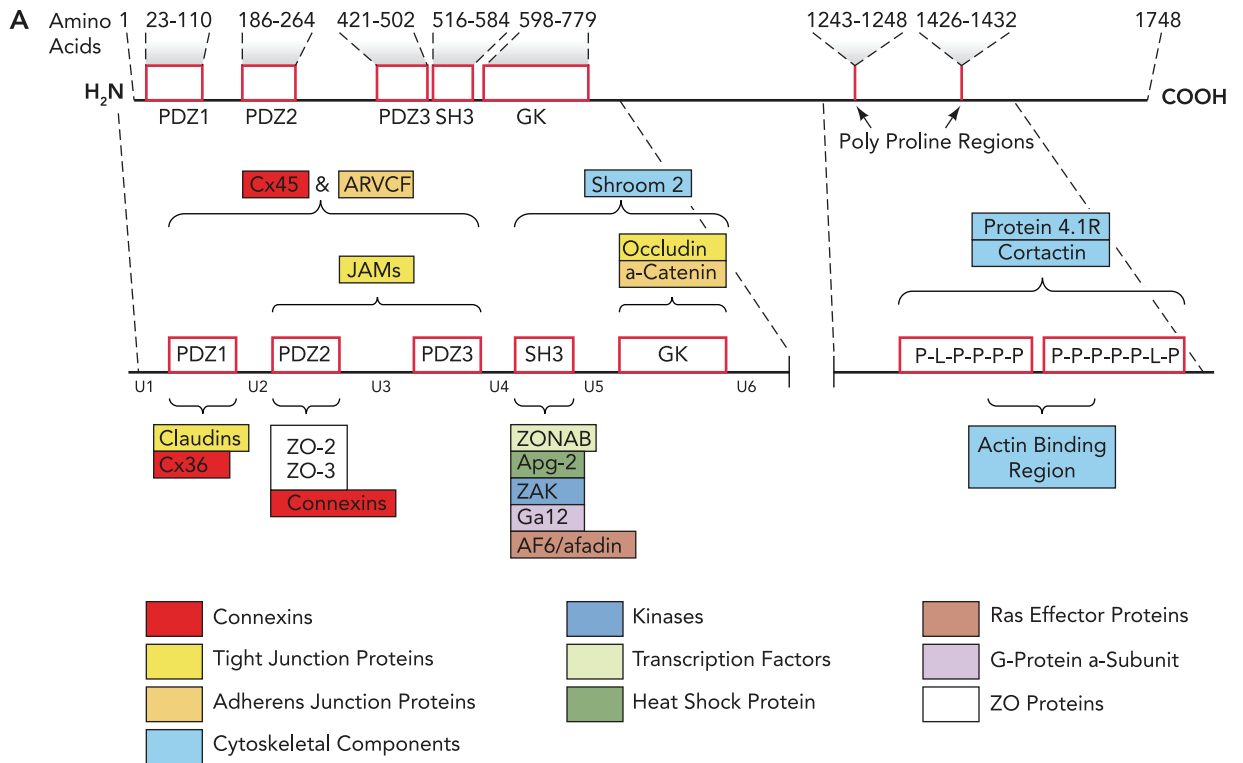 A
Amino Acids
1
23-110
186-264
421-502
516-584
598-779
1243-1248
1426-1432
1748
H2N
COOH
PDZ1
PDZ2
PDZ3
SH3
GK
Poly Proline Regions
Cx45 & ARVCF
Shroom 2
Occludin
a-Catenin
JAMs
Protein 4.1R
Cortactin
PDZ1
PDZ2
PDZ3
SH3
GK
P-L-P-P-P-P
P-P-P-P-P-L-P
U1
U2
U3
U4
U5
U6
Claudins
Cx36
ZO-2
ZO-3
Connexins
ZONAB
Apg-2
ZAK
Ga12
AF6/afadin
Actin Binding
Region
Connexins
Tight Junction Proteins
Adherens Junction Proteins
Cytoskeletal Components
Kinases
Transcription Factors
Heat Shock Protein
Ras Effector Proteins
G-Protein a-Subunit
ZO Proteins